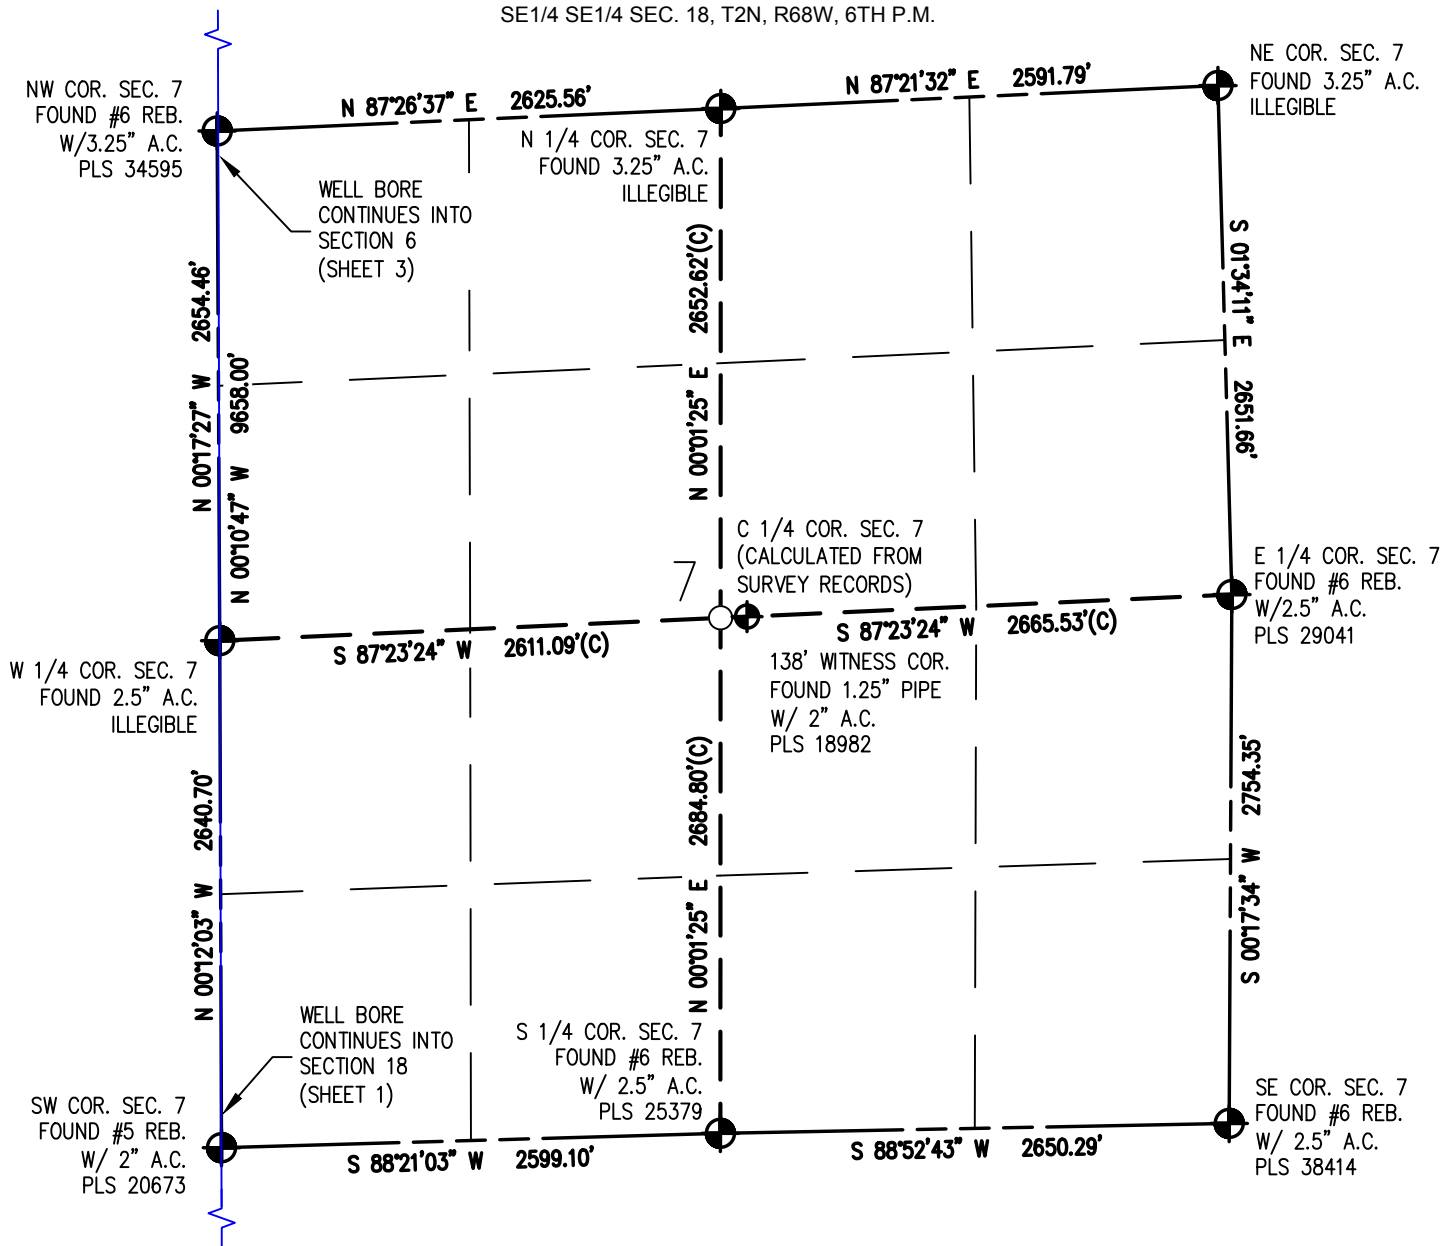 SE1/4 SE1/4 SEC. 18, T2N, R68W, 6TH P.M.
NW COR. SEC. 7
FOUND #6 REB.
W/3.25" A.C.
PLS 34595
N 87°26'37" E 2625.56'
N 1/4 COR. SEC. 7
FOUND 3.25" A.C.
ILLEGIBLE
N 87°21'32" E 2591.79'
NE COR. SEC. 7
FOUND 3.25" A.C.
ILLEGIBLE
WELL BORE
CONTINUES INTO
SECTION 6
(SHEET 3)
N 00°17'27" W 2654.46'
N 00°10'47" W 9658.00'
N 00°01'25" E 2652.62'(C)
S 01°34'11" E 2651.66'
7
C 1/4 COR. SEC. 7
(CALCULATED FROM
SURVEY RECORDS)
E 1/4 COR. SEC. 7
FOUND #6 REB.
W/2.5" A.C.
PLS 29041
W 1/4 COR. SEC. 7
FOUND 2.5" A.C.
ILLEGIBLE
S 87°23'24" W 2611.09'(C)
S 87°23'24" W 2665.53'(C)
138' WITNESS COR.
FOUND 1.25" PIPE
W/ 2" A.C.
PLS 18982
N 00°12'03" W 2640.70'
N 00°01'25" E 2684.80'(C)
S 00°17'34" W 2754.35'
WELL BORE
CONTINUES INTO
SECTION 18
(SHEET 1)
SW COR. SEC. 7
FOUND #5 REB.
W/ 2" A.C.
PLS 20673
S 88°21'03" W 2599.10'
S 1/4 COR. SEC. 7
FOUND #6 REB.
W/ 2.5" A.C.
PLS 25379
S 88°52'43" W 2650.29'
SE COR. SEC. 7
FOUND #6 REB.
W/ 2.5" A.C.
PLS 38414